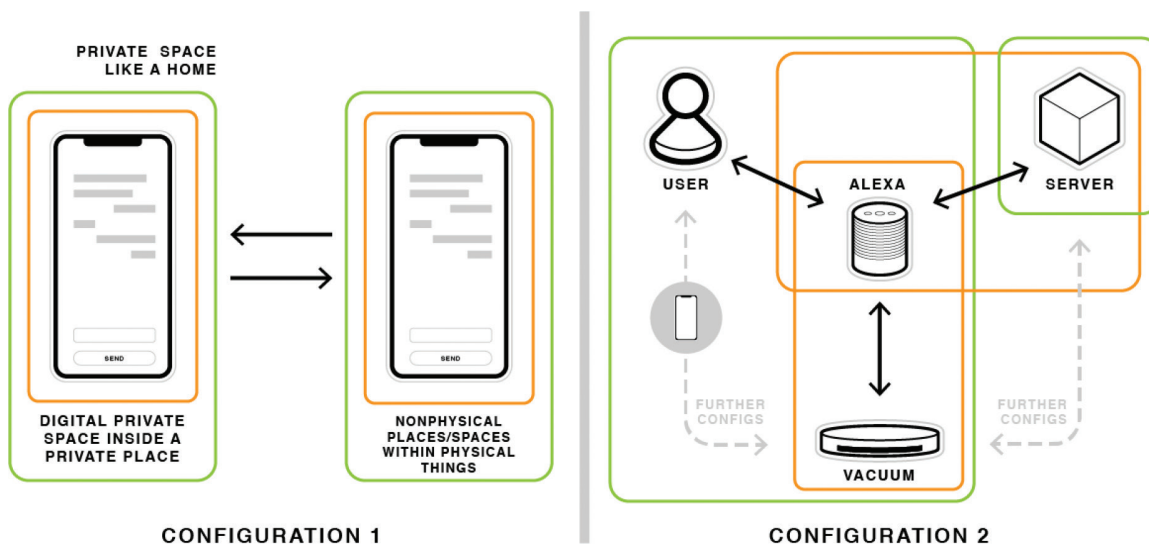 PRIVATE SPACE
LIKE A HOME
SEND
DIGITAL PRIVATE
SPACE INSIDE A
PRIVATE PLACE
SEND
NONPHYSICAL
PLACES/SPACES
WITHIN PHYSICAL
THINGS
CONFIGURATION 1
USER
ALEXA
SERVER
FURTHER
CONFIGS
FURTHER
CONFIGS
VACUUM
CONFIGURATION 2